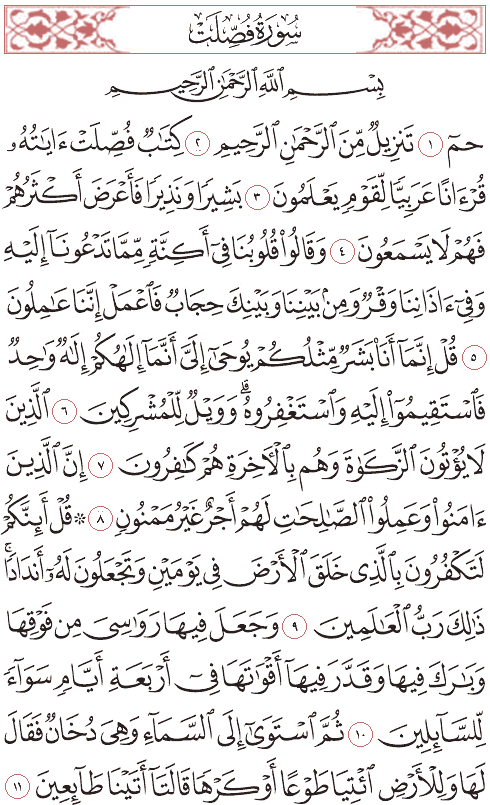 سُورَةُ فُصِّلَتْ
بِسْمِ ٱللَّهِ ٱلرَّحْمَٰنِ ٱلرَّحِيمِ
حمٓ ١ تَنزِيلٌ مِّنَ ٱلرَّحْمَٰنِ ٱلرَّحِيمِ ٢ كِتَٰبٌ فُصِّلَتْ ءَايَٰتُهُۥ
قُرْءَانًا عَرَبِيًّا لِّقَوْمٍ يَعْلَمُونَ ٣ بَشِيرًا وَنَذِيرًا فَأَعْرَضَ أَكْثَرُهُمْ
فَهُمْ لَا يَسْمَعُونَ ٤ وَقَالُوا۟ قُلُوبُنَا فِىٓ أَكِنَّةٍ مِّمَّا تَدْعُونَآ إِلَيْهِ
وَفِىٓ ءَاذَانِنَا وَقْرٌ وَمِنۢ بَيْنِنَا وَبَيْنِكَ حِجَابٌ فَٱعْمَلْ إِنَّنَا عَٰمِلُونَ
٥ قُلْ إِنَّمَآ أَنَا۠ بَشَرٌ مِّثْلُكُمْ يُوحَىٰٓ إِلَىَّ أَنَّمَآ إِلَٰهُكُمْ إِلَٰهٌ وَٰحِدٌ
فَٱسْتَقِيمُوٓا۟ إِلَيْهِ وَٱسْتَغْفِرُوهُ ۗ وَوَيْلٌ لِّلْمُشْرِكِينَ ٦ ٱلَّذِينَ
لَا يُؤْتُونَ ٱلزَّكَوٰةَ وَهُم بِٱلْءَاخِرَةِ هُمْ كَٰفِرُونَ ٧ إِنَّ ٱلَّذِينَ
ءَامَنُوا۟ وَعَمِلُوا۟ ٱلصَّٰلِحَٰتِ لَهُمْ أَجْرٌ غَيْرُ مَمْنُونٍ ٨ ۞ قُلْ أَئِنَّكُمْ
لَتَكْفُرُونَ بِٱلَّذِى خَلَقَ ٱلْأَرْضَ فِى يَوْمَيْنِ وَتَجْعَلُونَ لَهُۥٓ أَندَادًا ۚ
ذَٰلِكَ رَبُّ ٱلْعَٰلَمِينَ ٩ وَجَعَلَ فِيهَا رَوَٰسِىَ مِن فَوْقِهَا
وَبَٰرَكَ فِيهَا وَقَدَّرَ فِيهَآ أَقْوَٰتَهَا فِىٓ أَرْبَعَةِ أَيَّامٍ سَوَآءً
لِّلسَّآئِلِينَ ١٠ ثُمَّ ٱسْتَوَىٰٓ إِلَى ٱلسَّمَآءِ وَهِىَ دُخَانٌ فَقَالَ
لَهَا وَلِلْأَرْضِ ٱئْتِيَا طَوْعًا أَوْ كَرْهًا قَالَتَآ أَتَيْنَا طَآئِعِينَ ١١